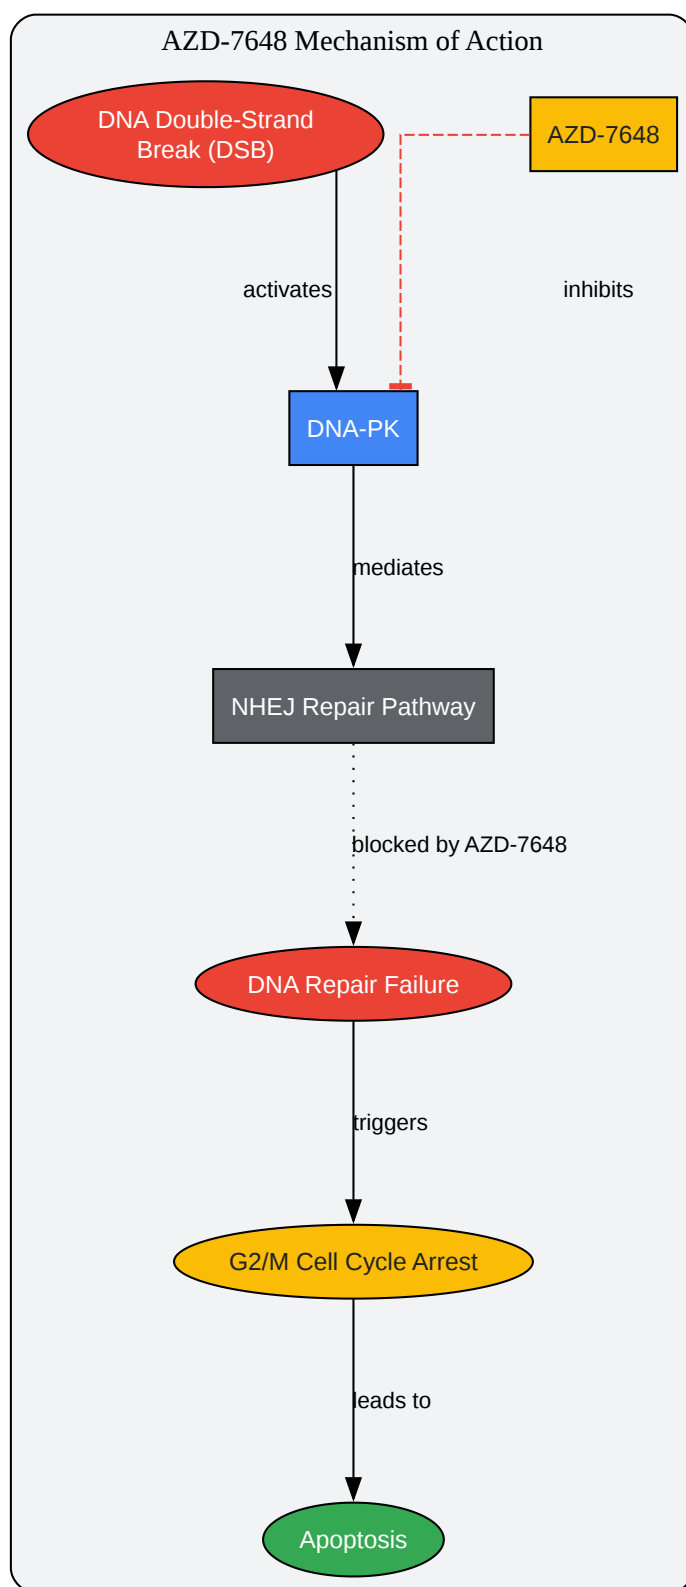 AZD-7648 Mechanism of Action
DNA Double-Strand
Break (DSB)
AZD-7648
activates
inhibits
DNA-PK
mediates
NHEJ Repair Pathway
blocked by AZD-7648
DNA Repair Failure
triggers
G2/M Cell Cycle Arrest
leads to
Apoptosis